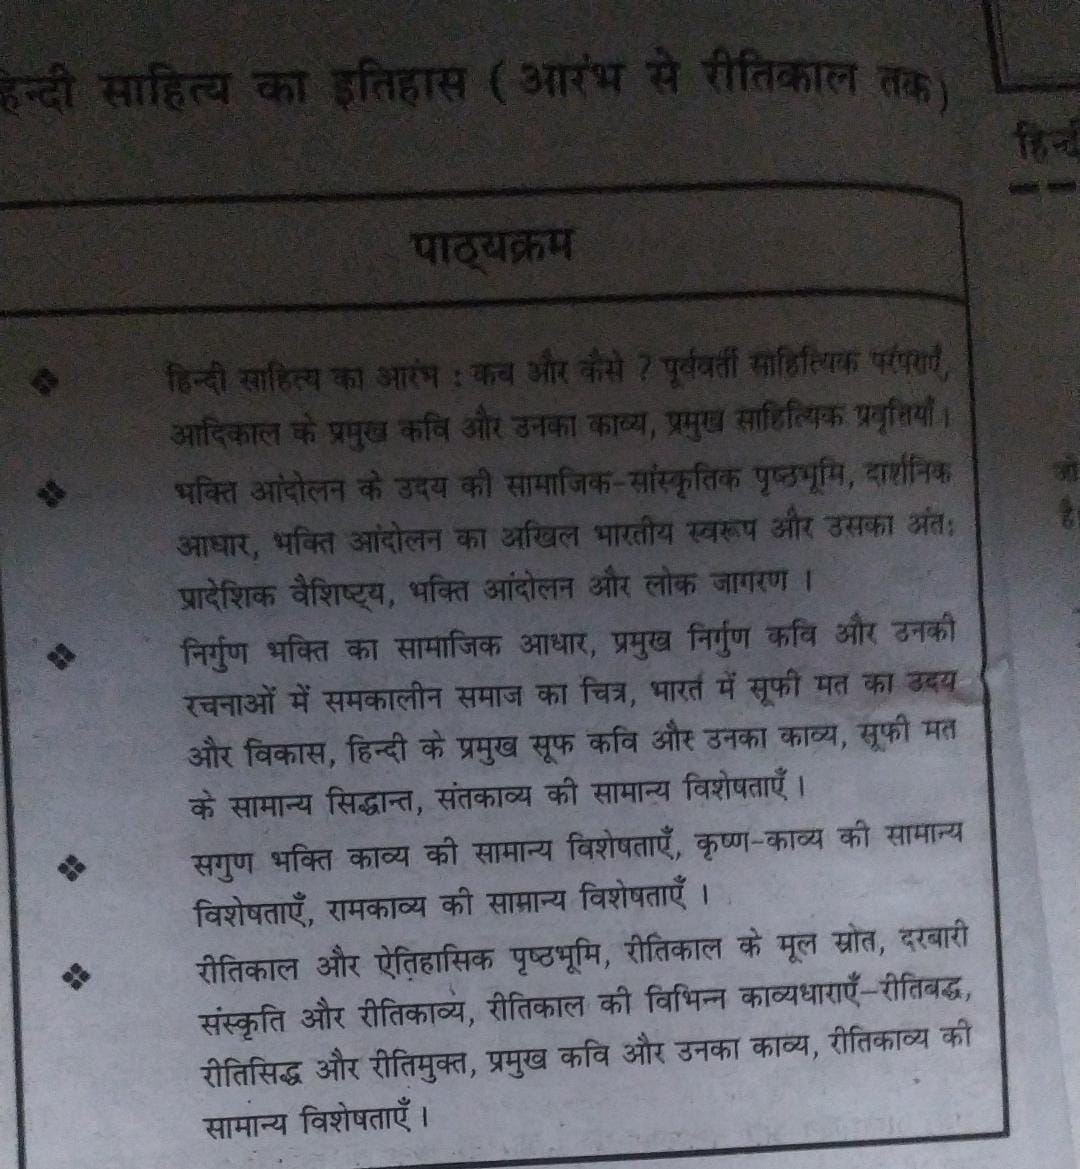 हिन्दी साहित्य का इतिहास ( आरंभ से रीतिकाल तक)
पाठ्यक्रम
❖ हिन्दी साहित्य का आरंभ : कब और कैसे ? पूर्ववर्ती साहित्यिक परंपराएँ,
आदिकाल के प्रमुख कवि और उनका काव्य, प्रमुख साहित्यिक प्रवृत्तियाँ ।
❖ भक्ति आंदोलन के उदय की सामाजिक-सांस्कृतिक पृष्ठभूमि, दार्शनिक
आधार, भक्ति आंदोलन का अखिल भारतीय स्वरूप और उसका अंतः
प्रादेशिक वैशिष्ट्य, भक्ति आंदोलन और लोक जागरण ।
❖ निर्गुण भक्ति का सामाजिक आधार, प्रमुख निर्गुण कवि और उनकी
रचनाओं में समकालीन समाज का चित्र, भारत में सूफी मत का उदय
और विकास, हिन्दी के प्रमुख सूफ कवि और उनका काव्य, सूफी मत
के सामान्य सिद्धान्त, संतकाव्य की सामान्य विशेषताएँ ।
❖ सगुण भक्ति काव्य की सामान्य विशेषताएँ, कृष्ण-काव्य की सामान्य
विशेषताएँ, रामकाव्य की सामान्य विशेषताएँ ।
❖ रीतिकाल और ऐतिहासिक पृष्ठभूमि, रीतिकाल के मूल स्रोत, दरबारी
संस्कृति और रीतिकाव्य, रीतिकाल की विभिन्न काव्यधाराएँ-रीतिबद्ध,
रीतिसिद्ध और रीतिमुक्त, प्रमुख कवि और उनका काव्य, रीतिकाव्य की
सामान्य विशेषताएँ ।